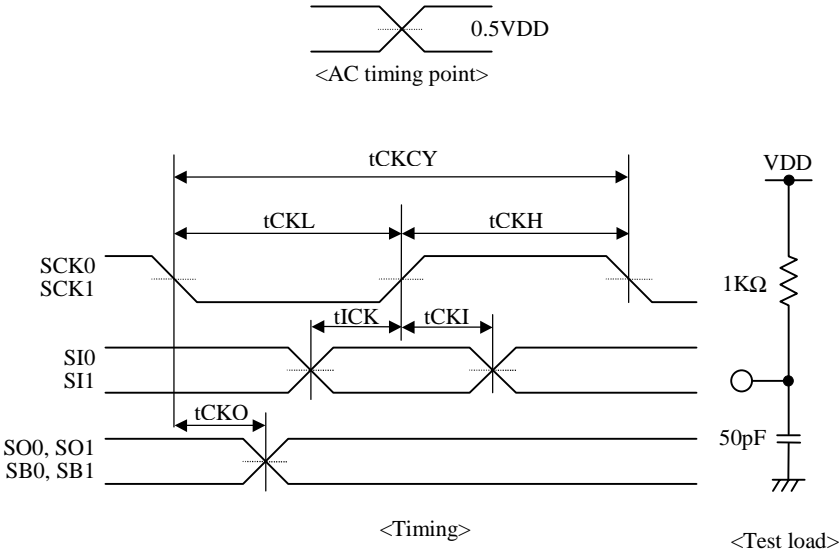 0.5VDD
<AC timing point>
tCKCY
VDD
tCKL
tCKH
SCK0
SCK1
1KΩ
tICK
tCKI
SI0
SI1
tCKO
SO0, SO1
SB0, SB1
50pF
<Timing>
<Test load>